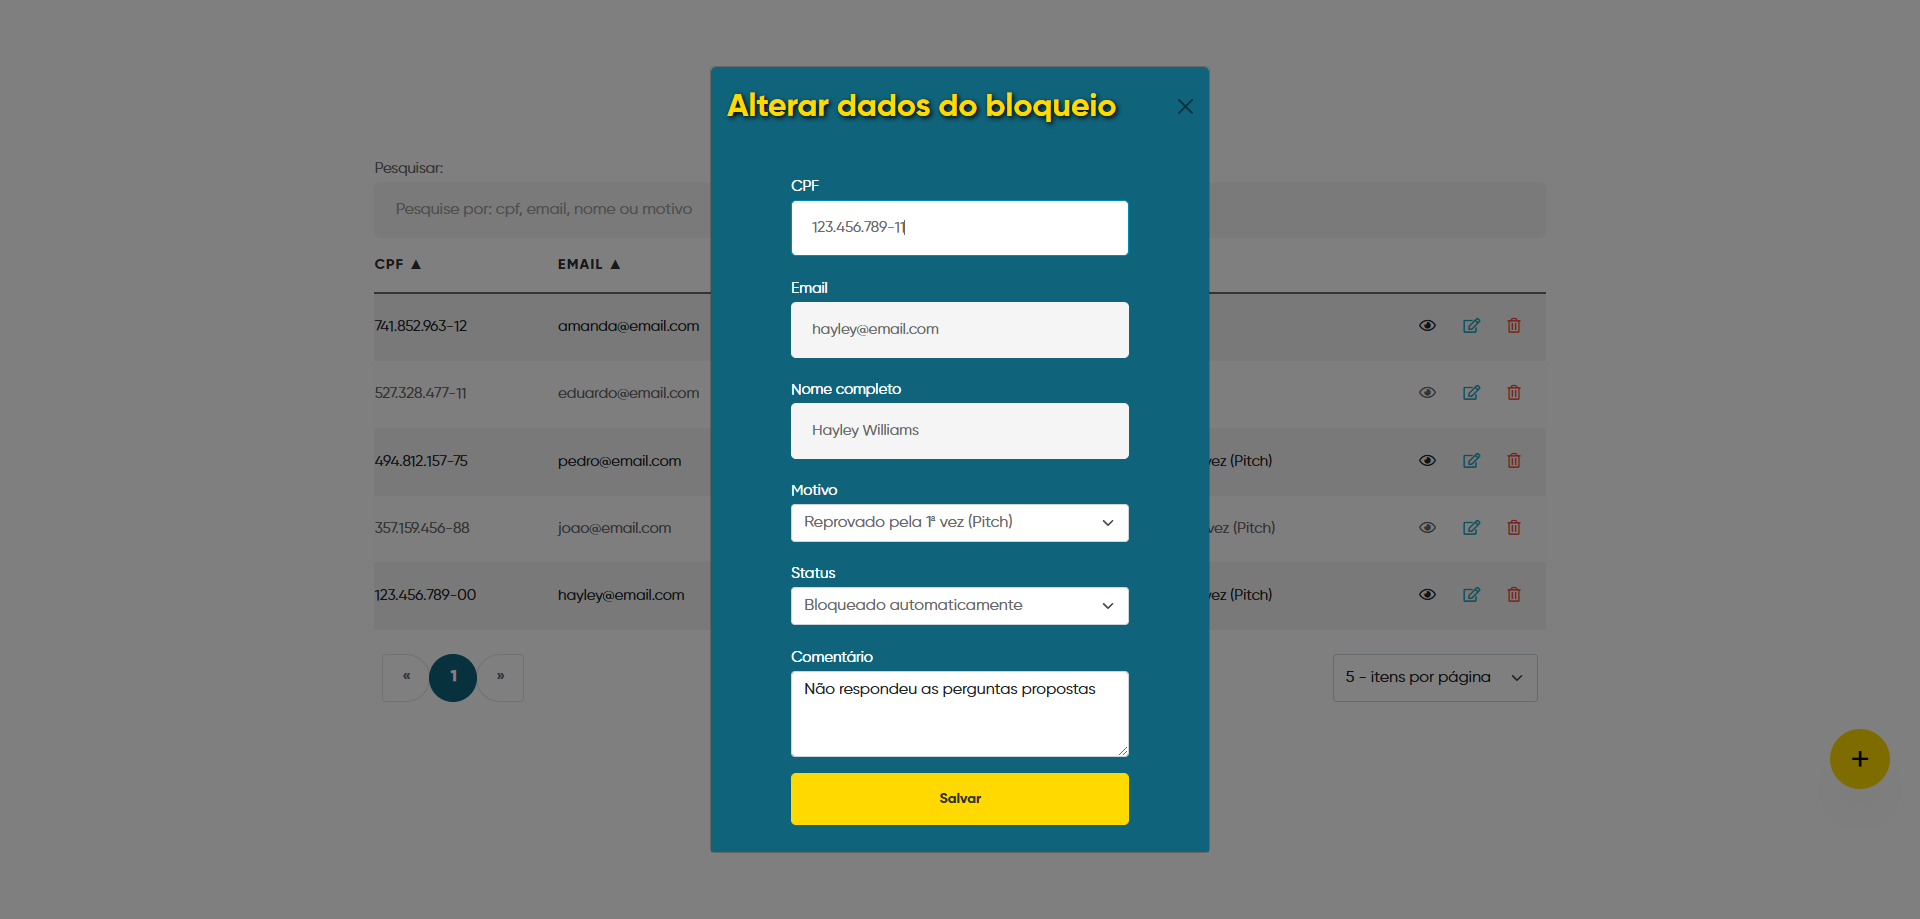 Alterar dados do bloqueio
Pesquisar:
Pesquise por: cpf, email, nome ou motivo
CPF ▲ EMAIL ▲
741.852.963-12 amanda@email.com
527.328.477-11 eduardo@email.com
494.812.157-75 pedro@email.com (Pitch)
357.159.456-88 joao@email.com (Pitch)
123.456.789-00 hayley@email.com (Pitch)
« 1 »
5 - itens por página
+
CPF
123.456.789-11
Email
hayley@email.com
Nome completo
Hayley Williams
Motivo
Reprovado pela 1ª vez (Pitch)
Status
Bloqueado automaticamente
Comentário
Não respondeu as perguntas propostas
Salvar